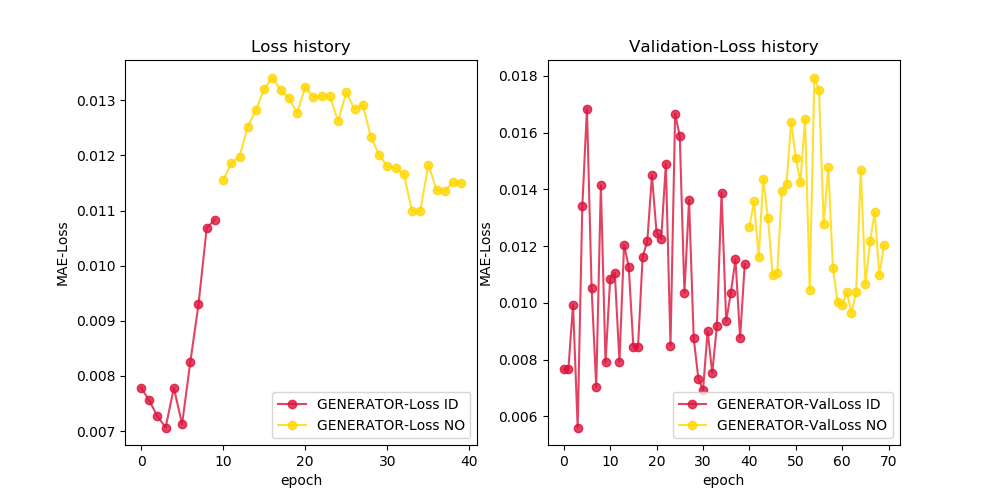 Loss history
MAE-Loss
0.013
0.012
0.011
0.010
0.009
0.008
0.007
0
10
20
30
40
epoch
GENERATOR-Loss ID
GENERATOR-Loss NO
Validation-Loss history
MAE-Loss
0.018
0.016
0.014
0.012
0.010
0.008
0.006
0
10
20
30
40
50
60
70
epoch
GENERATOR-ValLoss ID
GENERATOR-ValLoss NO